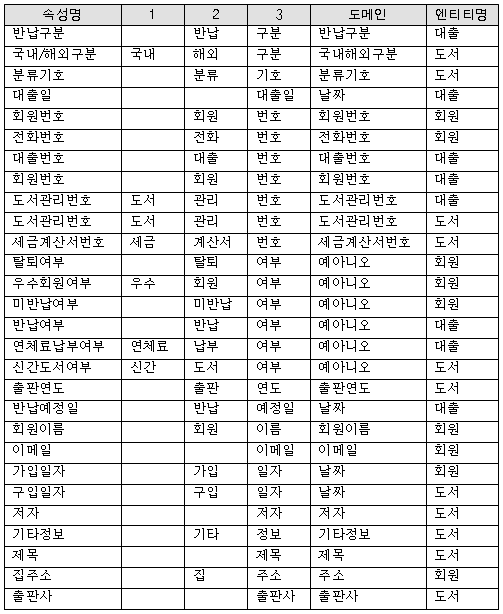 속성명 1 2 3 도메인 엔티티명
반납구분 반납 구분 반납구분 대출
국내/해외구분 국내 해외 구분 국내해외구분 도서
분류기호 분류 기호 분류기호 도서
대출일 대출일 날짜 대출
회원번호 회원 번호 회원번호 회원
전화번호 전화 번호 전화번호 회원
대출번호 대출 번호 대출번호 대출
회원번호 회원 번호 회원번호 대출
도서관리번호 도서 관리 번호 도서관리번호 대출
도서관리번호 도서 관리 번호 도서관리번호 도서
세금계산서번호 세금 계산서 번호 세금계산서번호 도서
탈퇴여부 탈퇴 여부 예아니오 회원
우수회원여부 우수 회원 여부 예아니오 회원
미반납여부 미반납 여부 예아니오 회원
반납여부 반납 여부 예아니오 대출
연체료납부여부 연체료 납부 여부 예아니오 대출
신간도서여부 신간 도서 여부 예아니오 도서
출판연도 출판 연도 출판연도 도서
반납예정일 반납 예정일 날짜 대출
회원이름 회원 이름 회원이름 회원
이메일 이메일 이메일 회원
가입일자 가입 일자 날짜 회원
구입일자 구입 일자 날짜 도서
저자 저자 저자 도서
기타정보 기타 정보 기타정보 도서
제목 제목 제목 도서
집주소 집 주소 주소 회원
출판사 출판사 출판사 도서